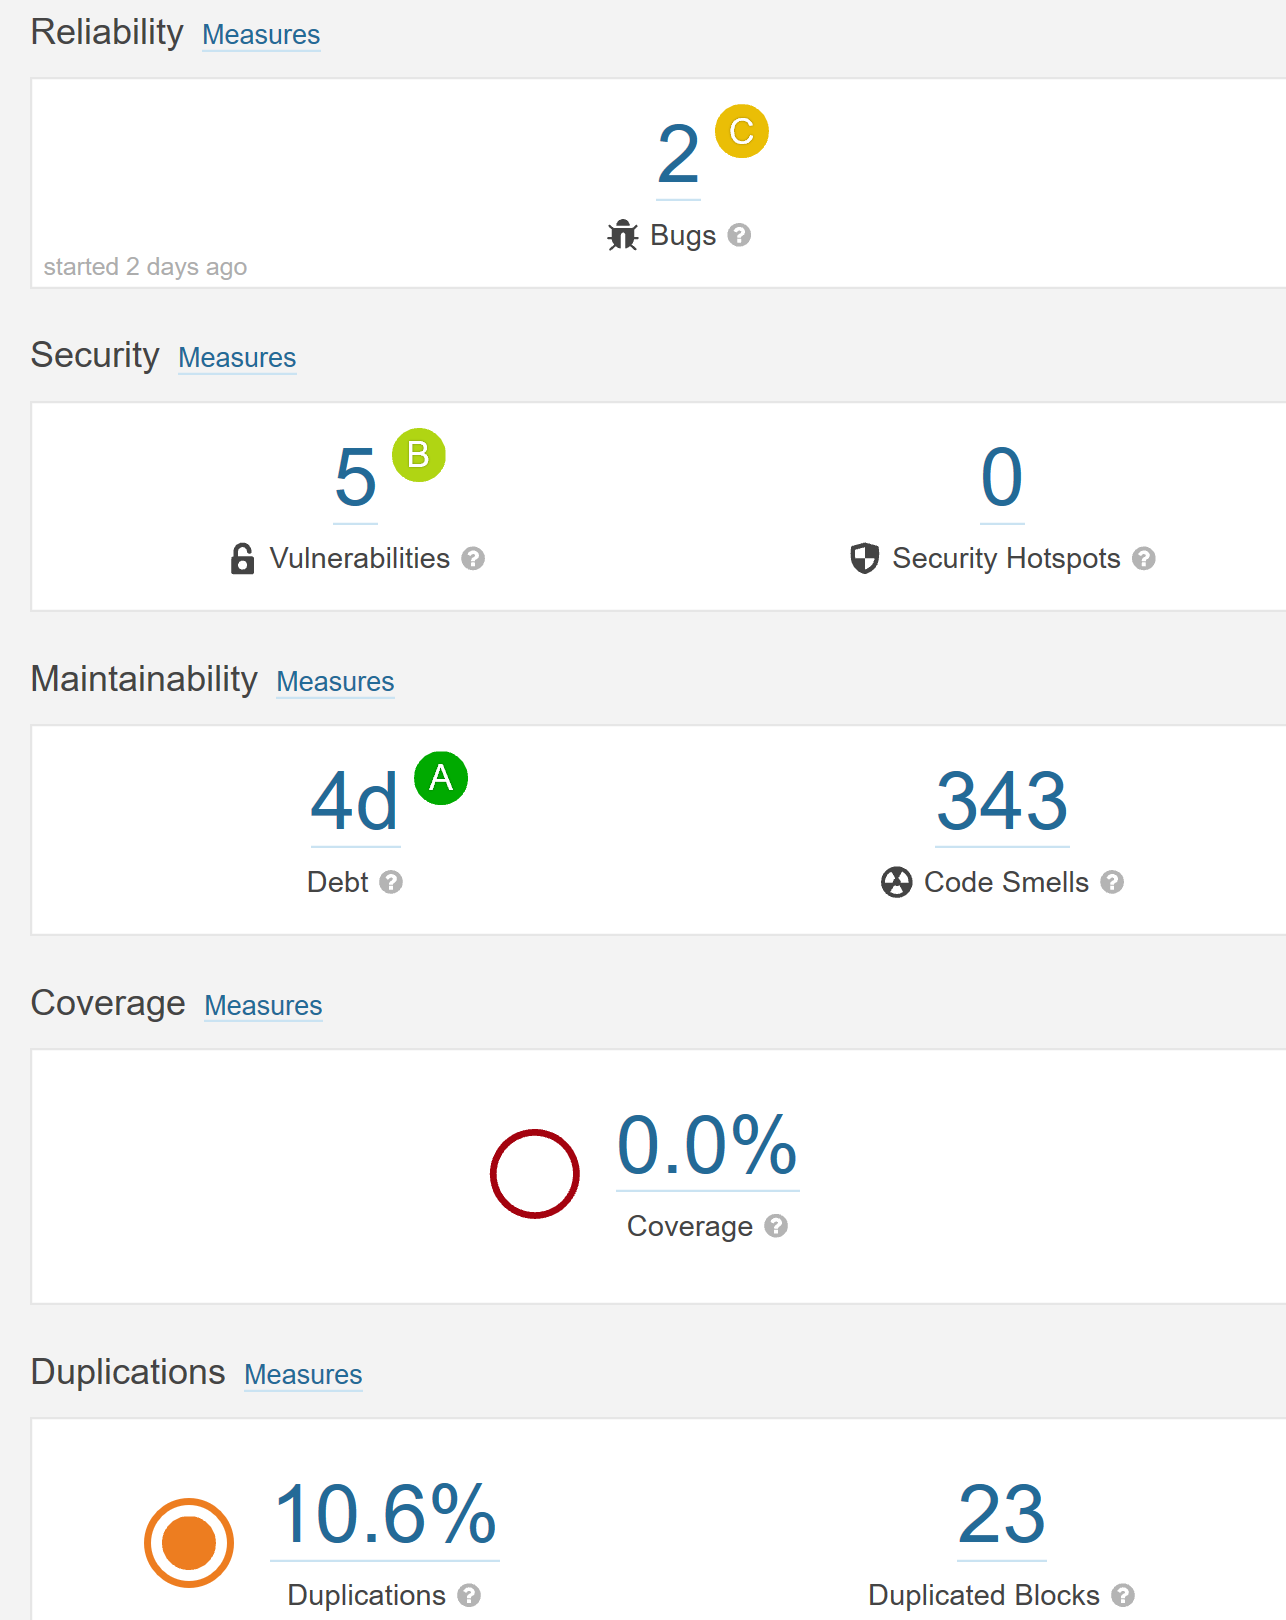 Reliability Measures
2 C
Bugs ?
started 2 days ago
Security Measures
5 B 0
Vulnerabilities ? Security Hotspots ?
Maintainability Measures
4d A 343
Debt ? Code Smells ?
Coverage Measures
0.0%
Coverage ?
Duplications Measures
10.6% 23
Duplications ? Duplicated Blocks ?